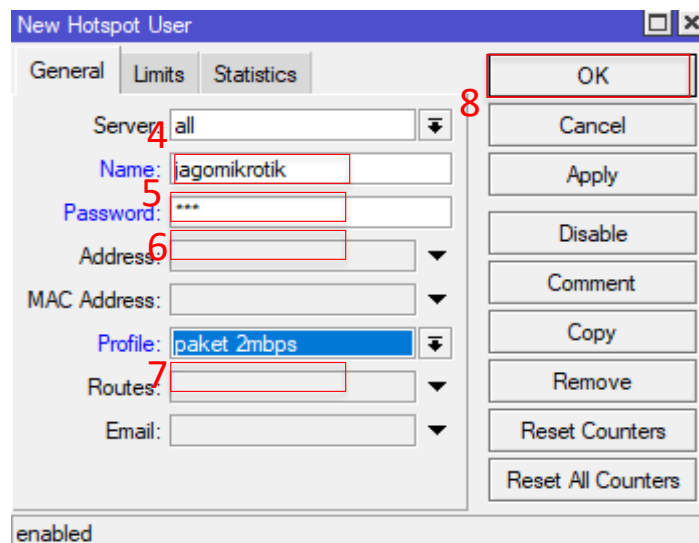 New Hotspot User
General Limits Statistics
Server: all
4
Name: jagomikrotik
5
Password: ***
6
Address:
MAC Address:
Profile: paket 2mbps
7
Routes:
Email:
8
OK
Cancel
Apply
Disable
Comment
Copy
Remove
Reset Counters
Reset All Counters
enabled